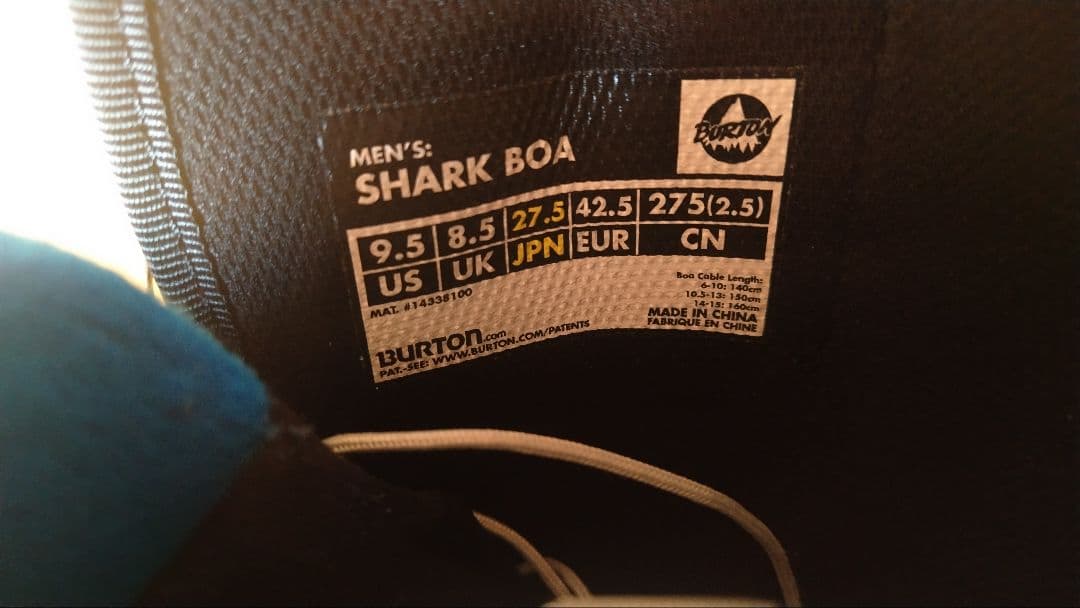 BURTON
MEN'S:
SHARK BOA
9.5 8.5 27.5 42.5 275(2.5)
US UK JPN EUR CN
MAT. #14338100
Boa Cable Length:
6-10: 140cm
10.5-13: 150cm
14-15: 160cm
MADE IN CHINA
FABRIQUE EN CHINE
BURTON.com
PAT.-SEE: WWW.BURTON.COM/PATENTS